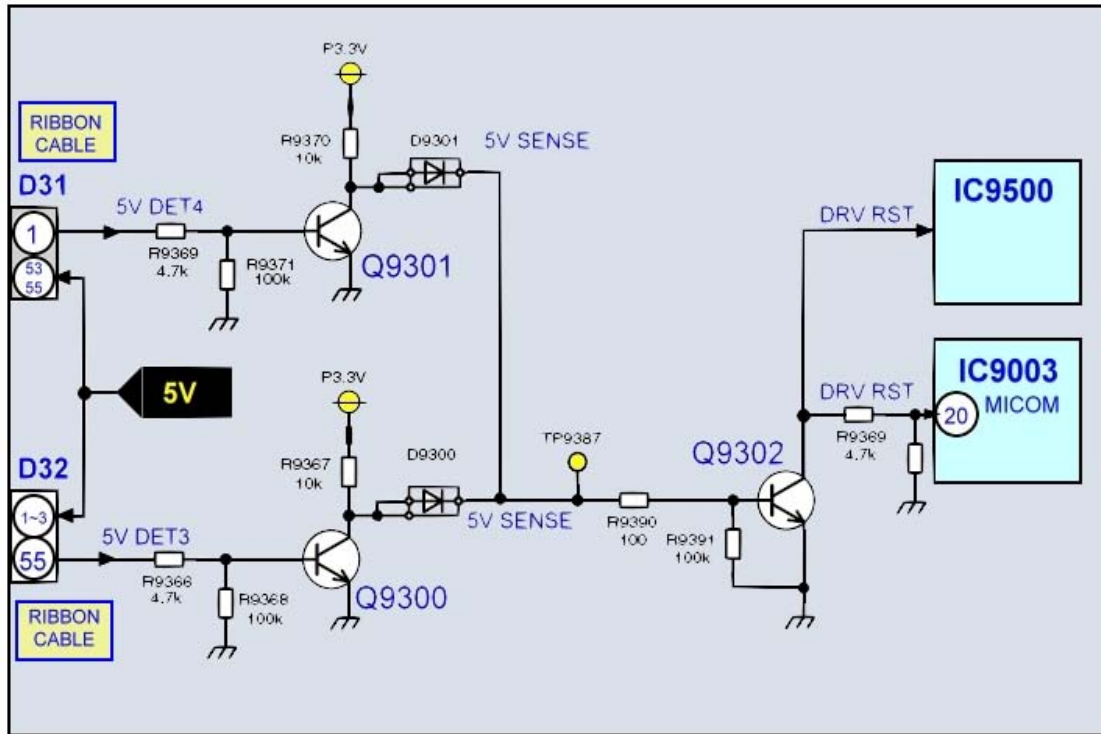 P3.3V
RIBBON
CABLE
R9370
10k
D9301
5V SENSE
D31
1
53
55
5V DET4
R9369
4.7k
R9371
100k
Q9301
DRV RST
IC9500
5V
P3.3V
IC9003
MICOM
DRV RST
20
R9369
4.7k
D32
1~3
55
5V DET3
R9366
4.7k
R9368
100k
R9367
10k
D9300
5V SENSE
Q9300
TP9387
R9390
100
R9391
100k
Q9302
RIBBON
CABLE